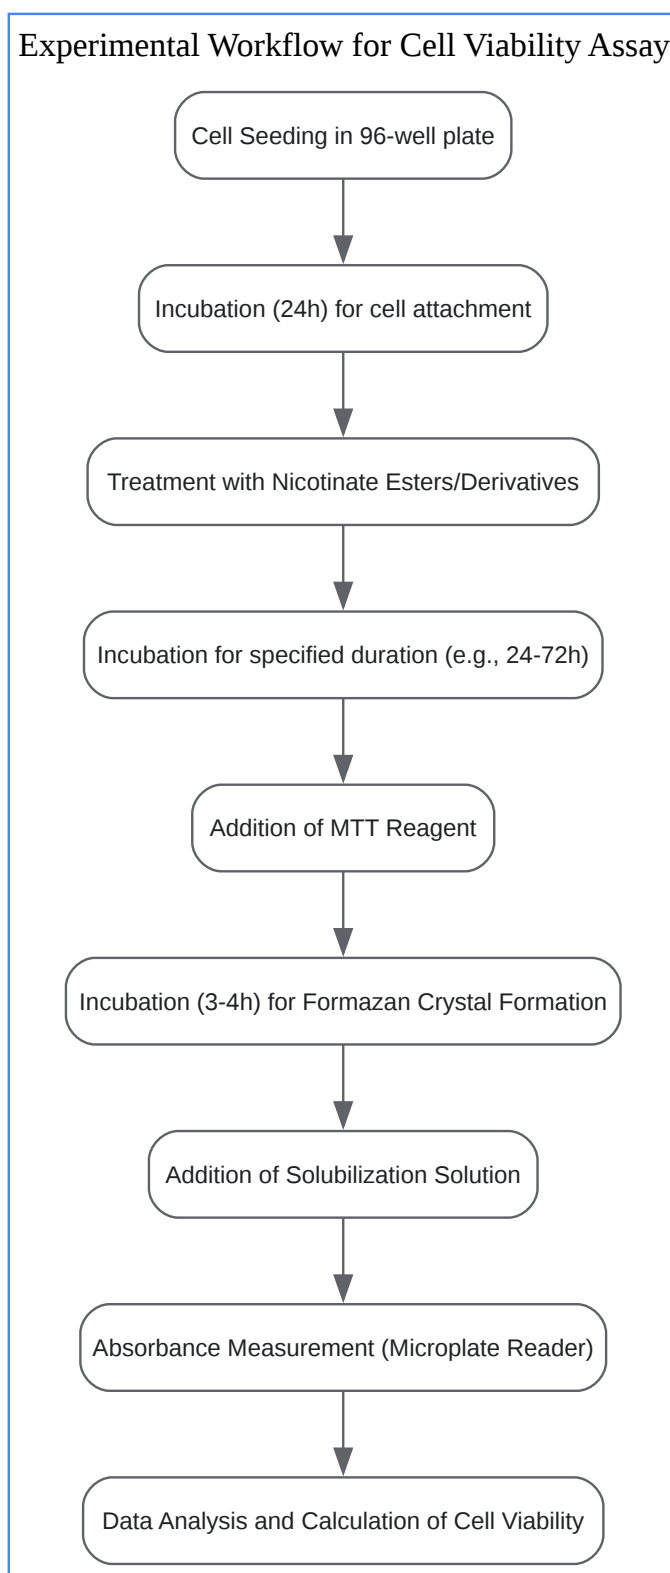 Experimental Workflow for Cell Viability Assay
Cell Seeding in 96-well plate
Incubation (24h) for cell attachment
Treatment with Nicotinate Esters/Derivatives
Incubation for specified duration (e.g., 24-72h)
Addition of MTT Reagent
Incubation (3-4h) for Formazan Crystal Formation
Addition of Solubilization Solution
Absorbance Measurement (Microplate Reader)
Data Analysis and Calculation of Cell Viability